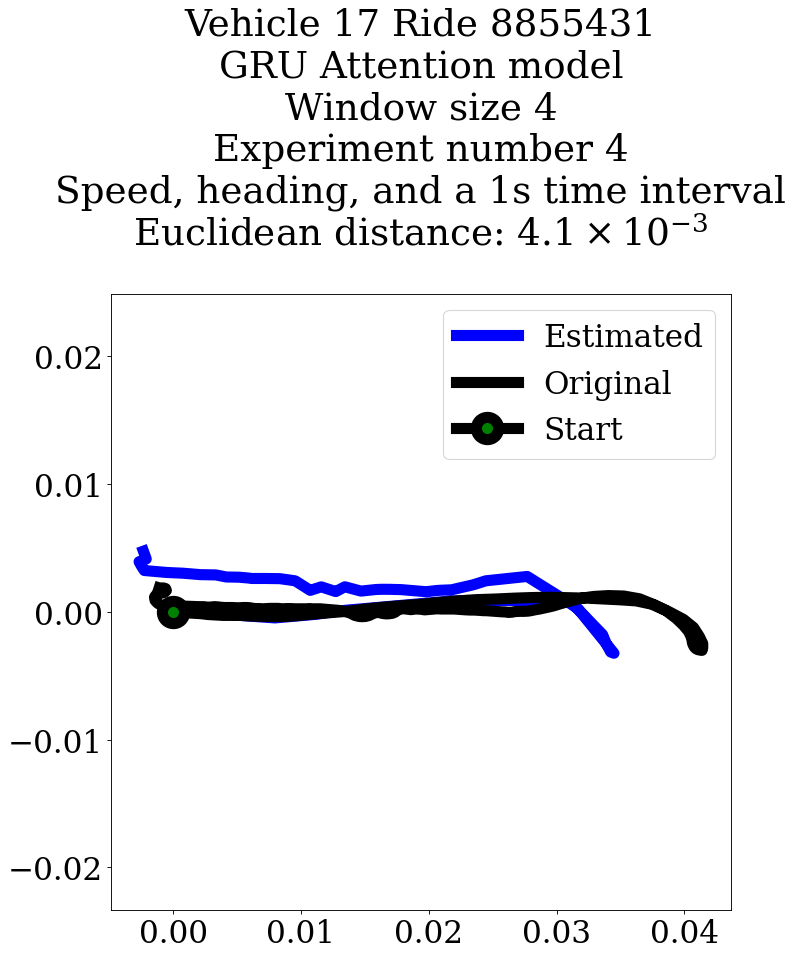 Vehicle 17 Ride 8855431
GRU Attention model
Window size 4
Experiment number 4
Speed, heading, and a 1s time interval
Euclidean distance: 4.1 × 10⁻³
Estimated
Original
Start
0.02
0.01
0.00
−0.01
−0.02
0.00 0.01 0.02 0.03 0.04